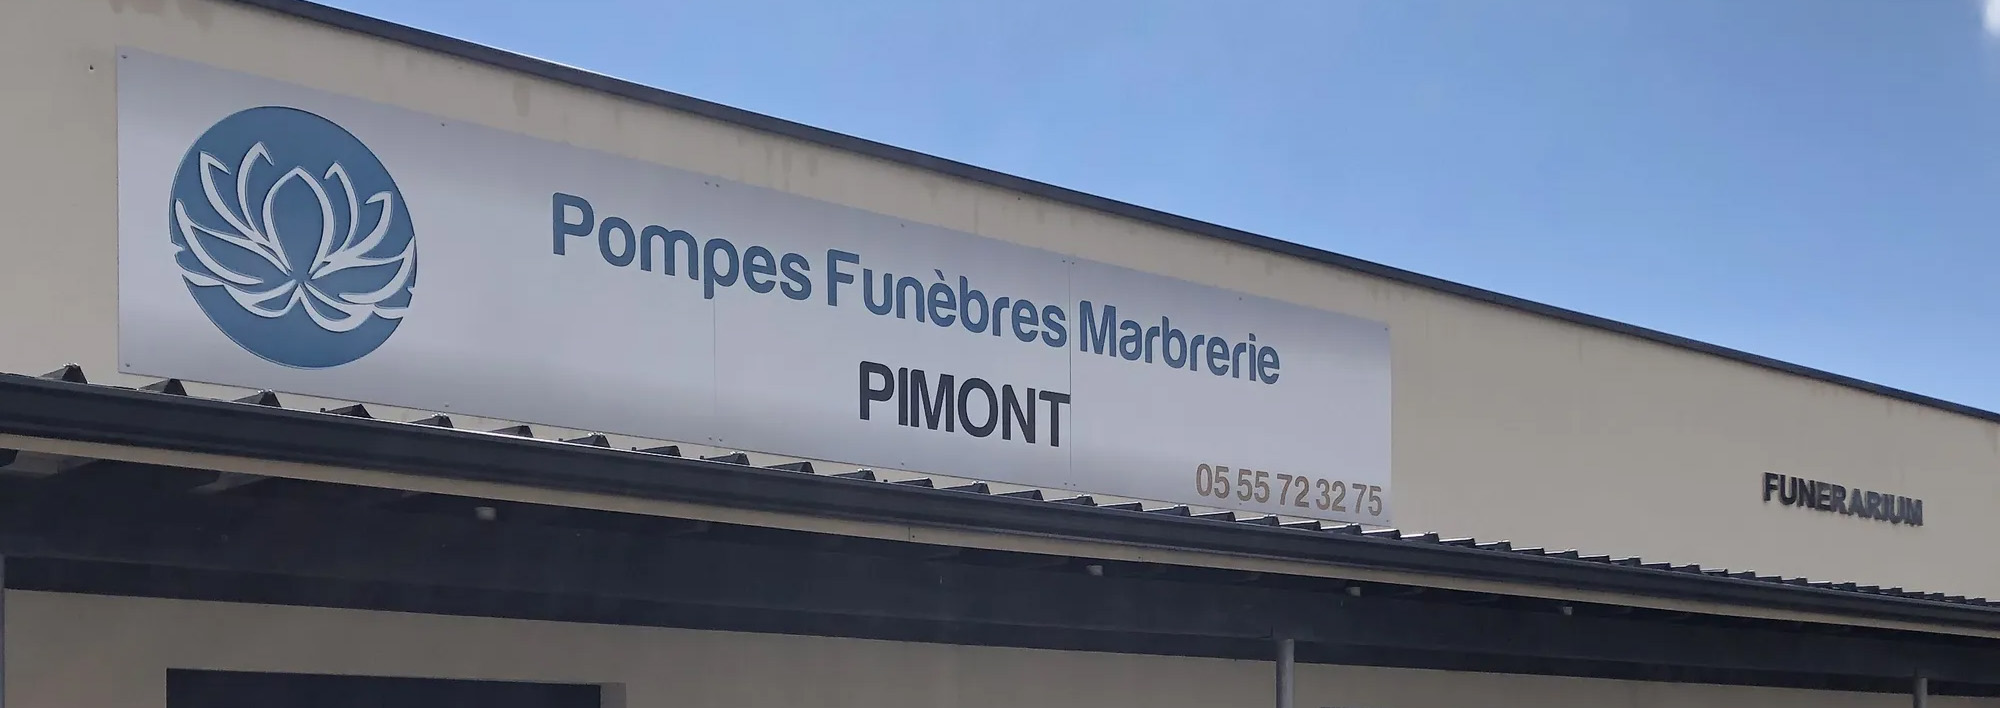 Pompes Funèbres Marbrerie
PIMONT
05 55 72 32 75
FUNERARIUM